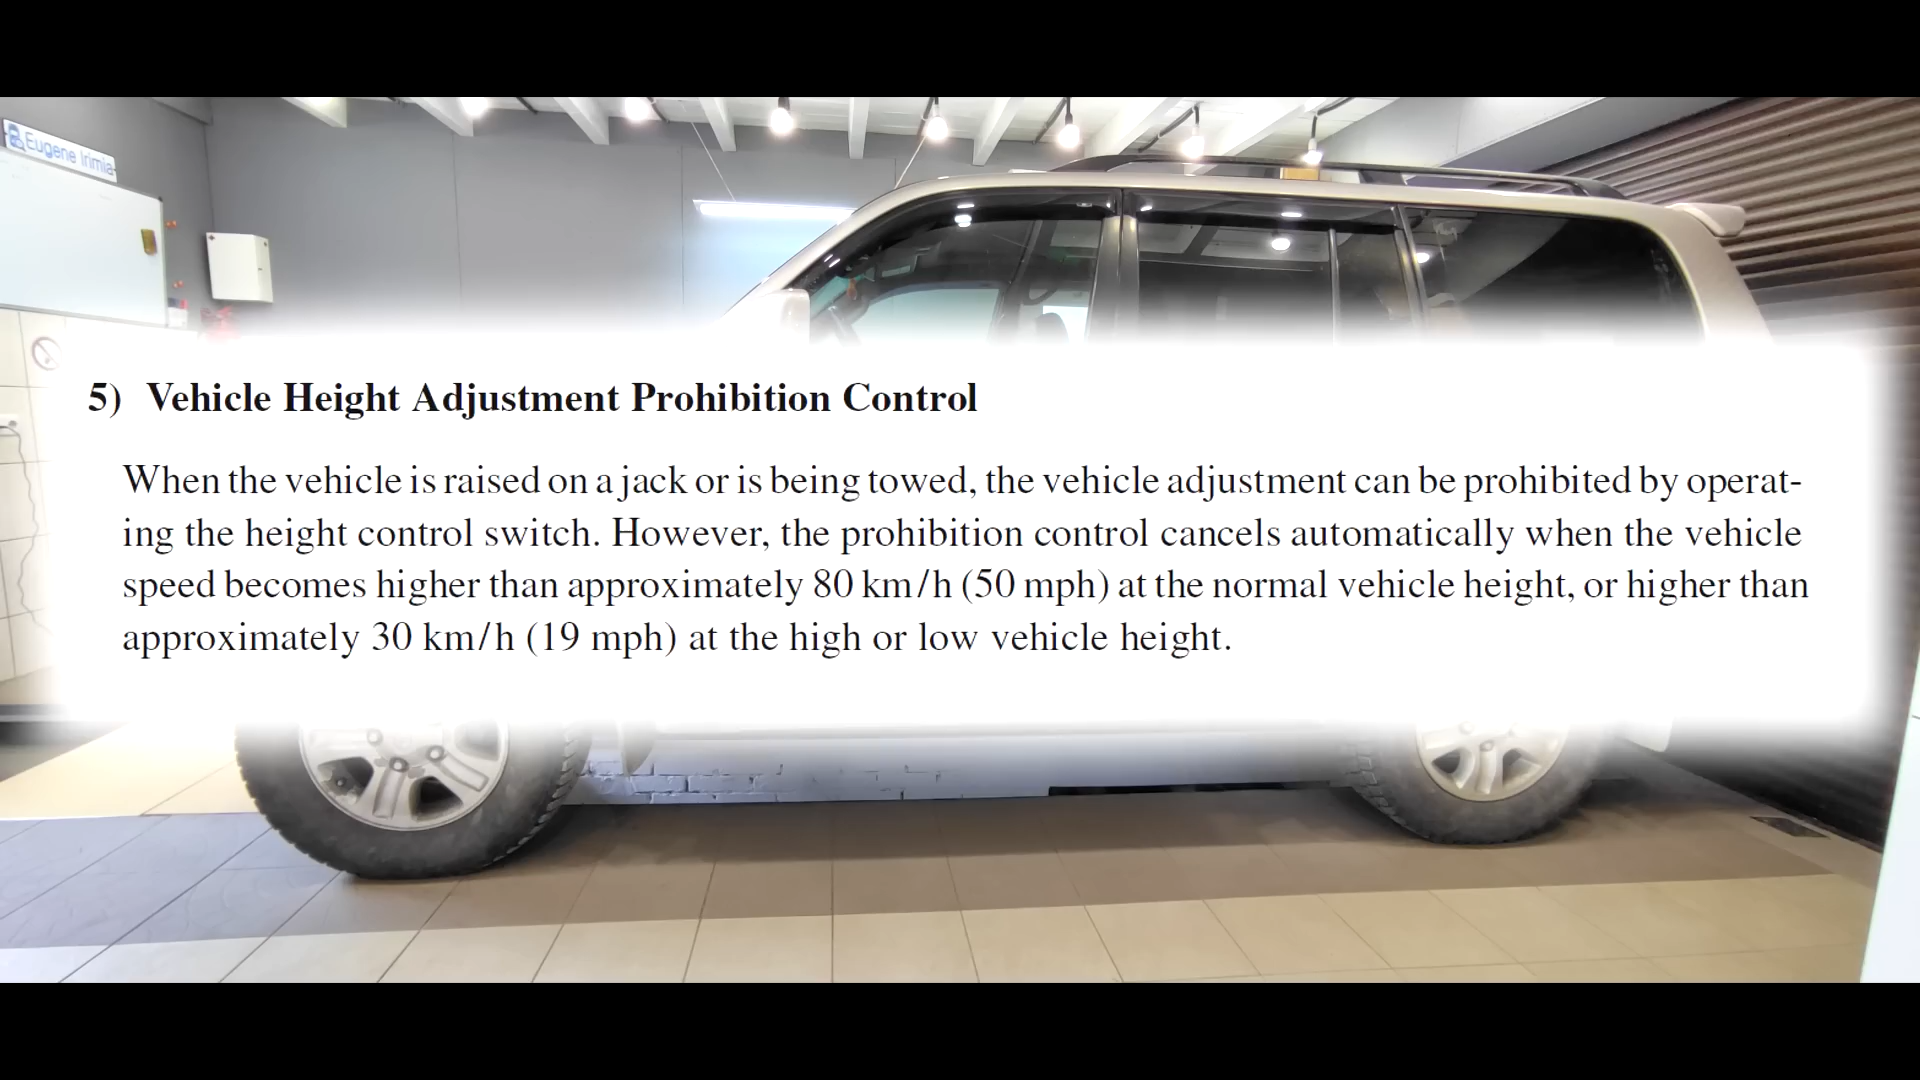 Eugene Irimia
5) Vehicle Height Adjustment Prohibition Control
When the vehicle is raised on a jack or is being towed, the vehicle adjustment can be prohibited by operat-
ing the height control switch. However, the prohibition control cancels automatically when the vehicle
speed becomes higher than approximately 80 km/h (50 mph) at the normal vehicle height, or higher than
approximately 30 km/h (19 mph) at the high or low vehicle height.